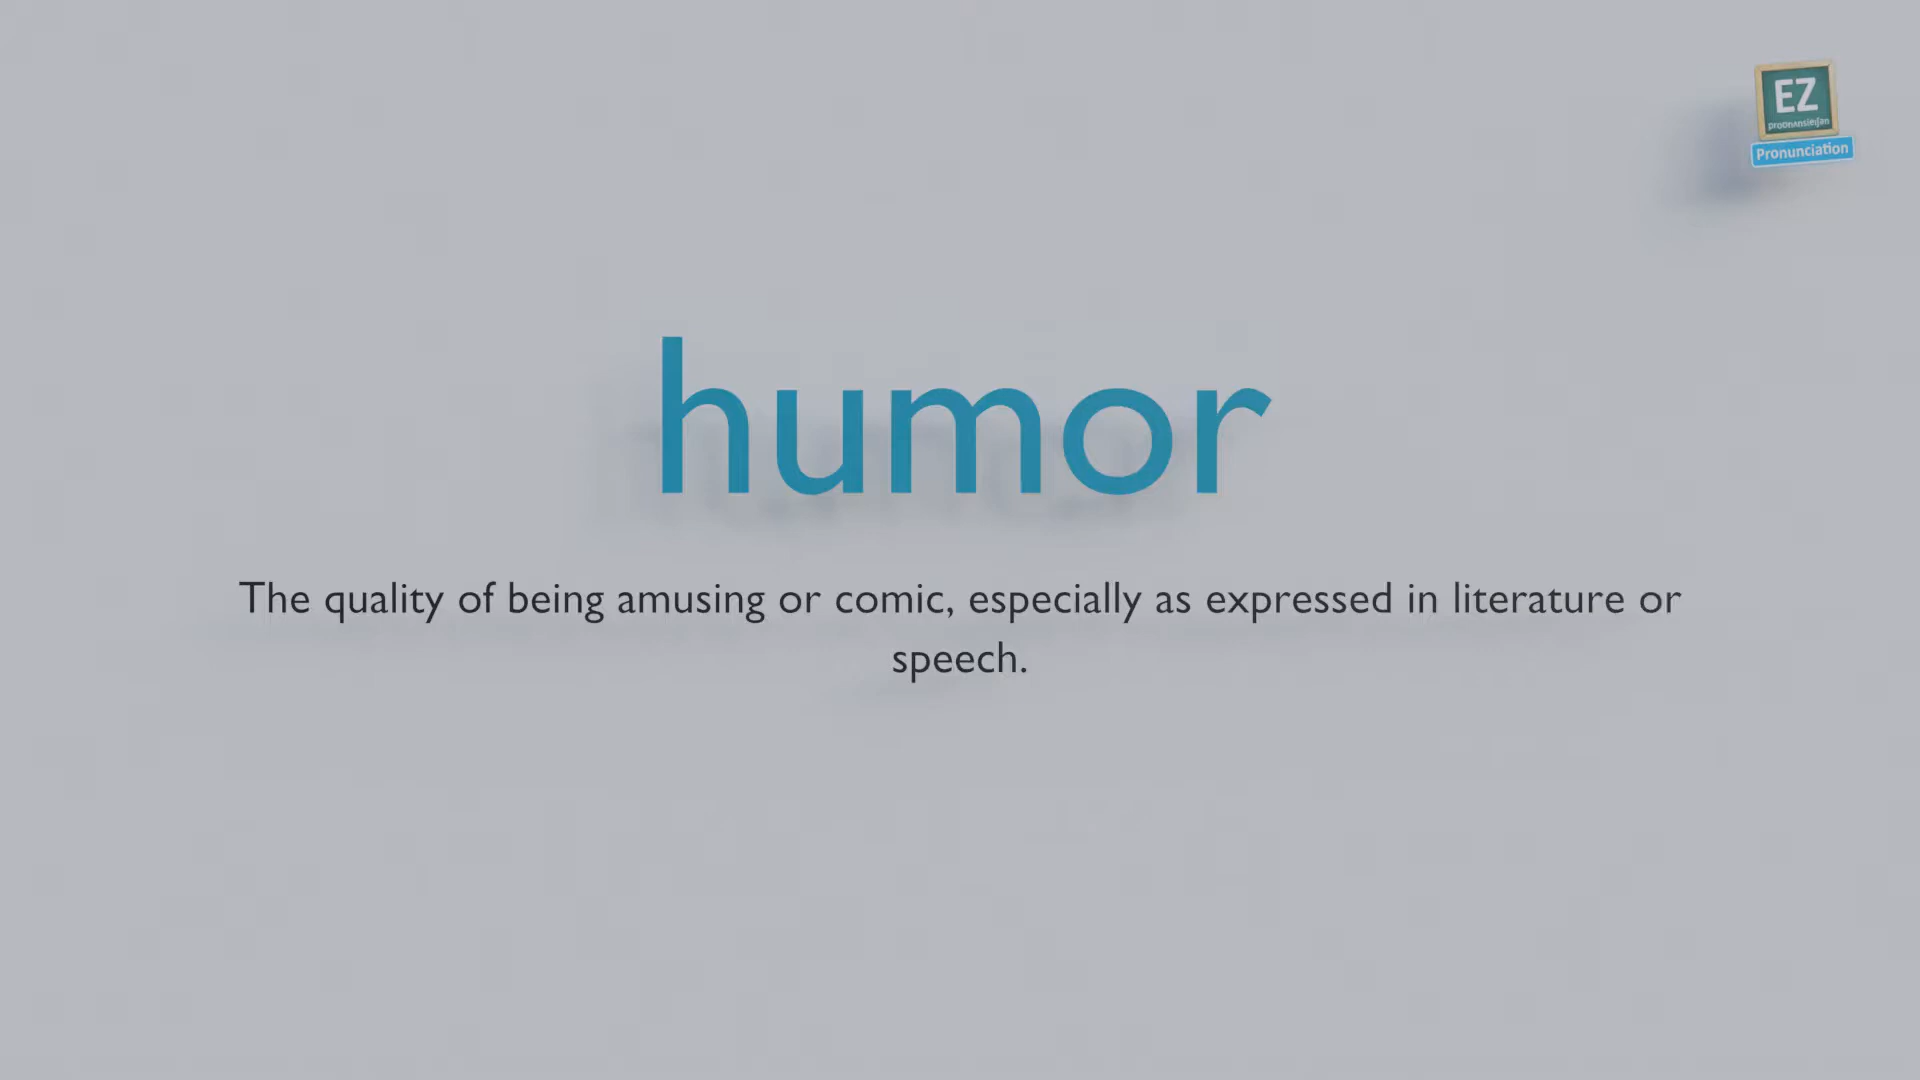 EZ
Pronunciation
humor
The quality of being amusing or comic, especially as expressed in literature or
speech.